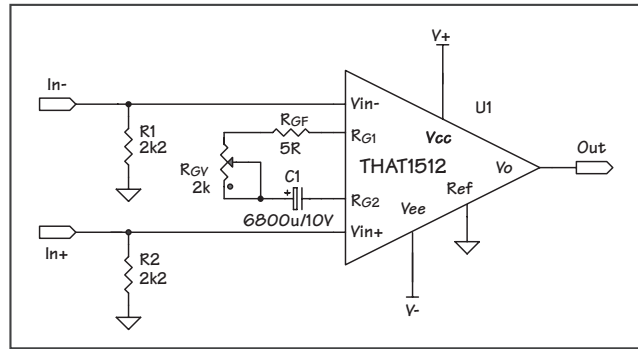 V+
In-
U1
Vin-
R1
2k2
RGF
5R
RG1
Vcc
Out
THAT1512
Vo
RGV
2k
C1
+
6800u/10V
RG2
Ref
Vee
Vin+
In+
R2
2k2
V-